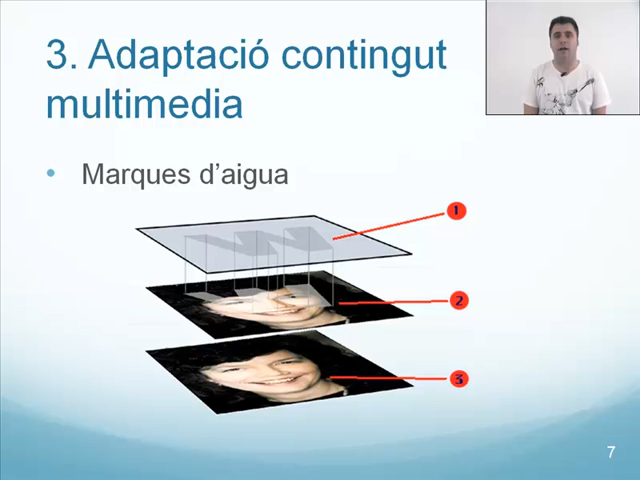 3. Adaptació contingut
multimedia
• Marques d’aigua
1
2
3
7